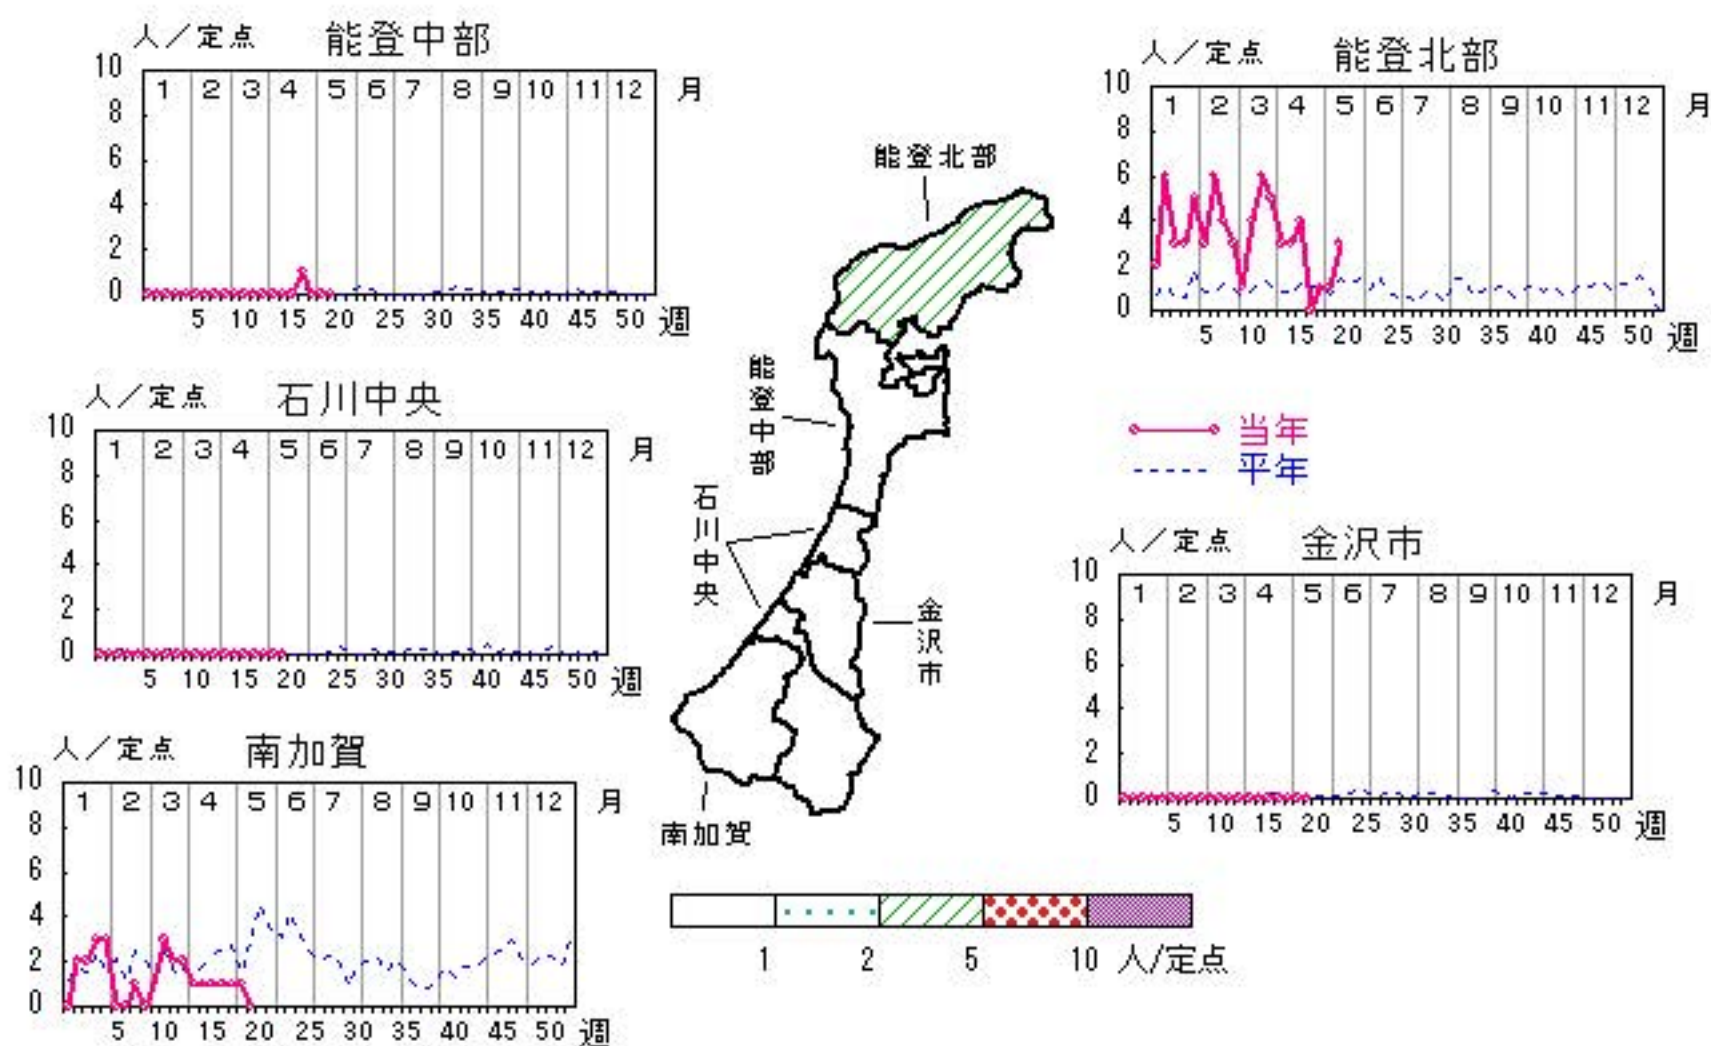 人／定点 能登中部
10 8 6 4 2 0
1 2 3 4 5 6 7 8 9 10 11 12 月
5 10 15 20 25 30 35 40 45 50 週
人／定点 能登北部
10 8 6 4 2 0
1 2 3 4 5 6 7 8 9 10 11 12 月
5 10 15 20 25 30 35 40 45 50 週
能登北部
能登中部
石川中央
金沢市
南加賀
人／定点 石川中央
10 8 6 4 2 0
1 2 3 4 5 6 7 8 9 10 11 12 月
5 10 15 20 25 30 35 40 45 50 週
当年
平年
人／定点 金沢市
10 8 6 4 2 0
1 2 3 4 5 6 7 8 9 10 11 12 月
5 10 15 20 25 30 35 40 45 50 週
人／定点 南加賀
10 8 6 4 2 0
1 2 3 4 5 6 7 8 9 10 11 12 月
5 10 15 20 25 30 35 40 45 50 週
1 2 5 10 人/定点